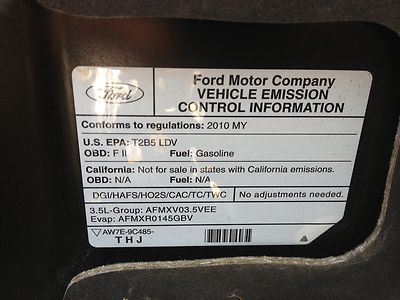 Ford
Ford Motor Company
VEHICLE EMISSION
CONTROL INFORMATION
Conforms to regulations: 2010 MY
U.S. EPA: T2B5 LDV
OBD: F II Fuel: Gasoline
California: Not for sale in states with California emissions.
OBD: N/A Fuel: N/A
DGI/HAFS/HO2S/CAC/TC/TWC No adjustments needed.
3.5L-Group: AFMXV03.5VEE
Evap: AFMXR0145GBV
AW7E-9C485-
THJ